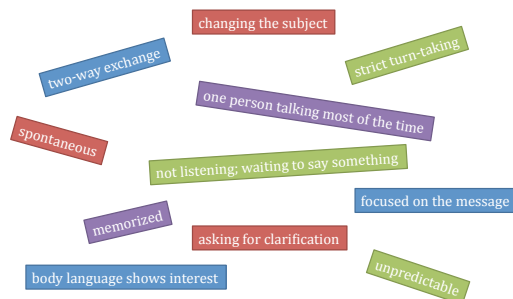 changing the subject
strict turn-taking
two-way exchange
one person talking most of the time
spontaneous
not listening; waiting to say something
focused on the message
memorized
asking for clarification
body language shows interest
unpredictable